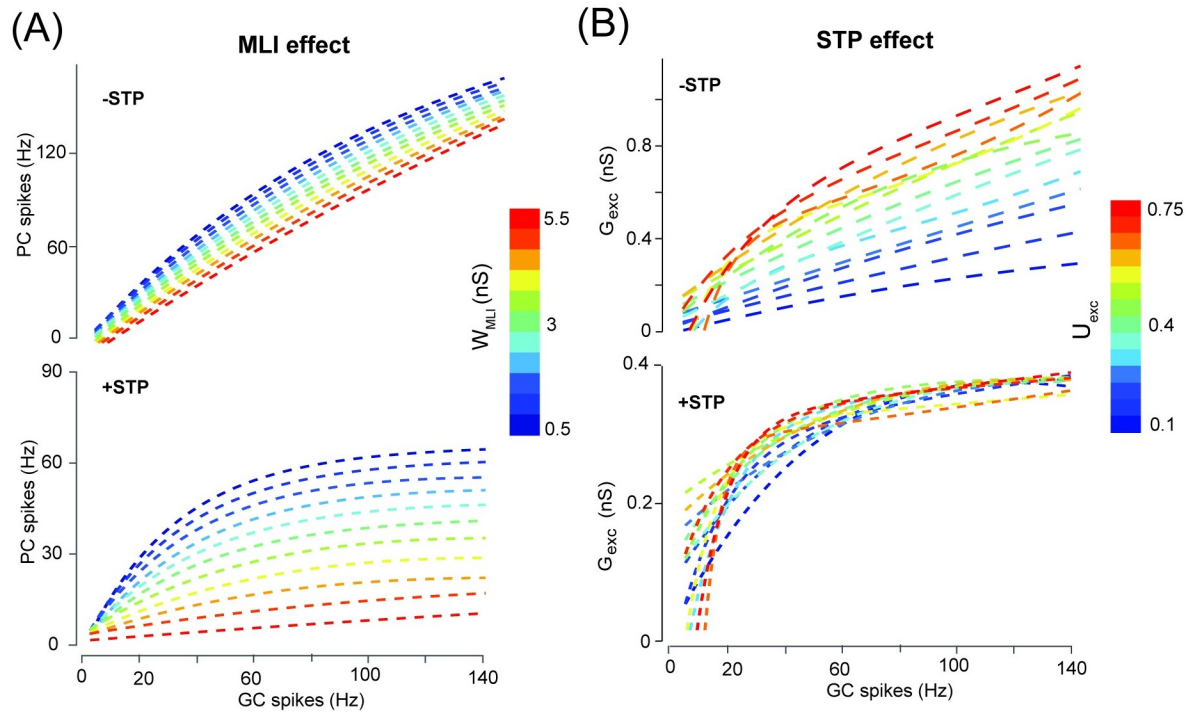 (A)
MLI effect
-STP
PC spikes (Hz)
120
60
0
+STP
PC spikes (Hz)
90
60
30
0
0
20
60
100
140
GC spikes (Hz)
W_MLI (nS)
5.5
3
0.5
(B)
STP effect
-STP
G_exc (nS)
0.8
0.4
0
+STP
G_exc (nS)
0.4
0.2
0
0
20
60
100
140
GC spikes (Hz)
U_exc
0.75
0.4
0.1